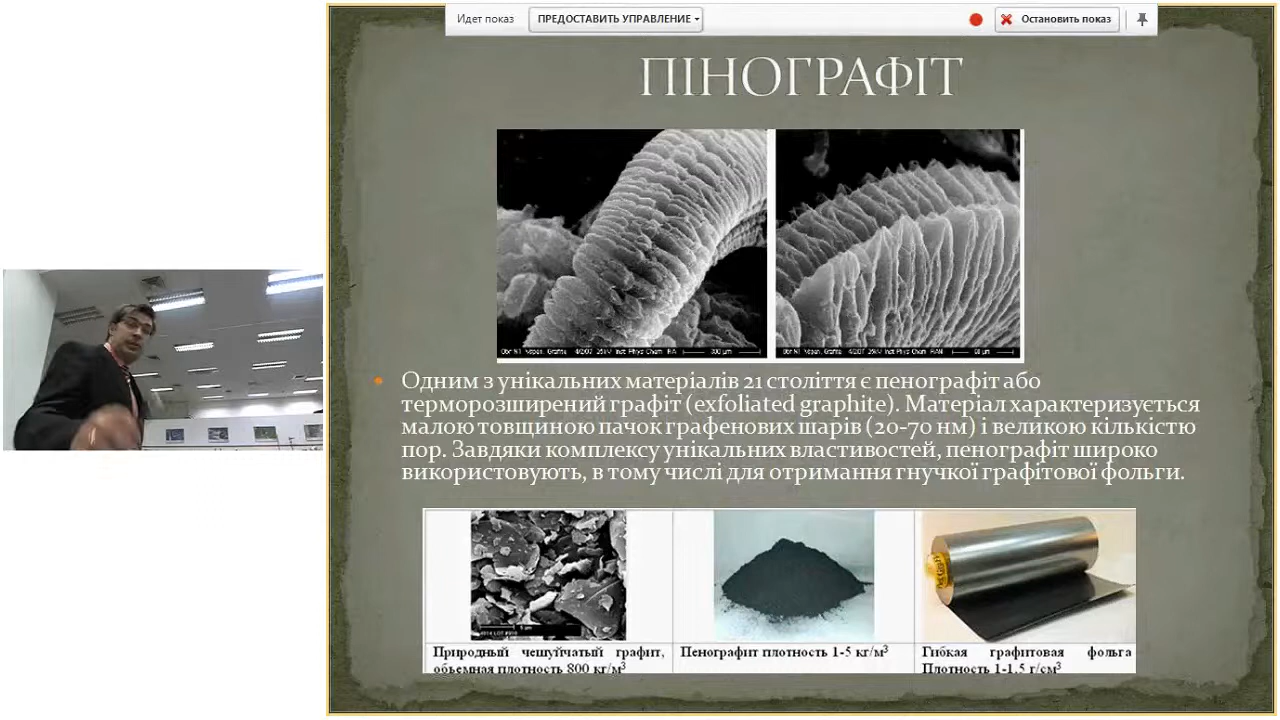 Идет показ
ПРЕДОСТАВИТЬ УПРАВЛЕНИЕ
Остановить показ
ПІНОГРАФІТ
Одним з унікальних матеріалів 21 століття є пенографіт або
терморозширений графіт (exfoliated graphite). Матеріал характеризується
малою товщиною пачок графенових шарів (20-70 нм) і великою кількістю
пор. Завдяки комплексу унікальних властивостей, пенографіт широко
використовують, в тому числі для отримання гнучкої графітової фольги.
Природный чешуйчатый графит,
обьемная плотность 800 кг/м³
Пенографит плотность 1-5 кг/м³
Гибкая графитовая фольга
Плотность 1-1,5 г/см³